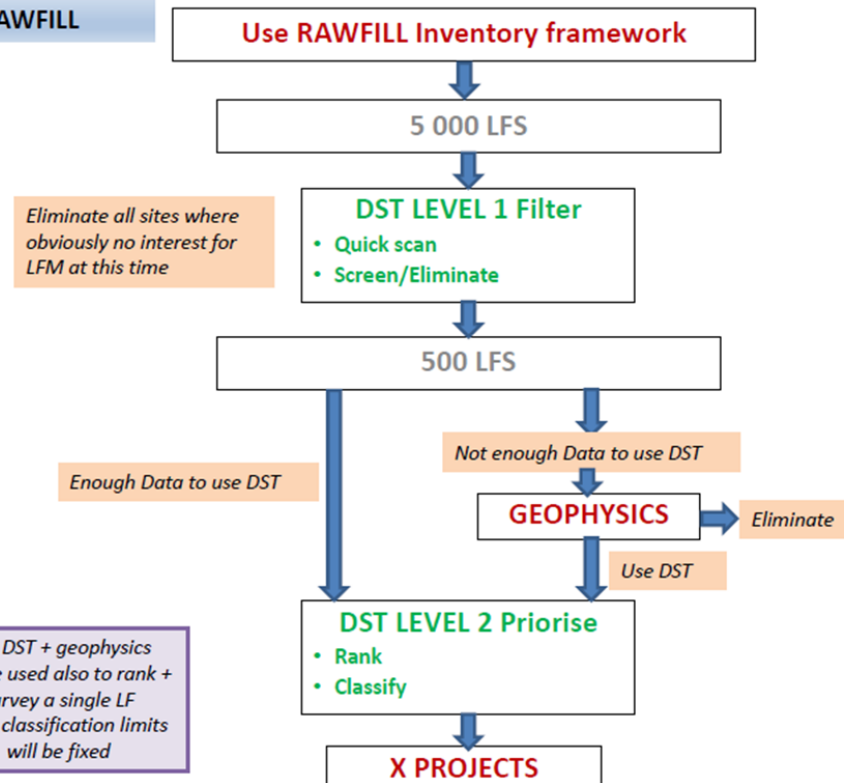 AWFILL
Use RAWFILL Inventory framework
5 000 LFS
Eliminate all sites where
obviously no interest for
LFM at this time
DST LEVEL 1 Filter
• Quick scan
• Screen/Eliminate
500 LFS
Enough Data to use DST
Not enough Data to use DST
GEOPHYSICS
Eliminate
Use DST
DST LEVEL 2 Priorise
• Rank
• Classify
DST + geophysics
used also to rank +
a single LF
classification limits
will be fixed
X PROJECTS